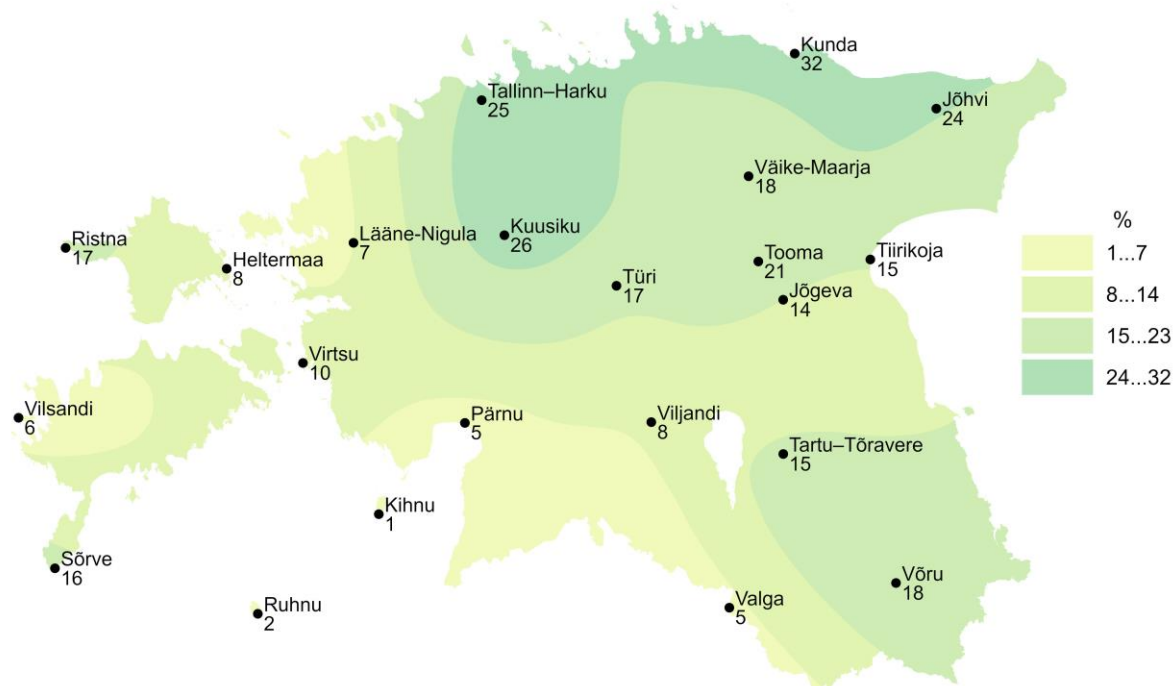 Kunda
32
Tallinn–Harku
25
Jõhvi
24
Väike-Maarja
18
Ristna
17
Heltermaa
8
Lääne-Nigula
7
Kuusiku
26
Türi
17
Tooma
21
Tiirikoja
15
Jõgeva
14
Virtsu
10
Vilsandi
6
Pärnu
5
Viljandi
8
Tartu–Tõravere
15
Kihnu
1
Sõrve
16
Ruhnu
2
Valga
5
Võru
18
%
1...7
8...14
15...23
24...32